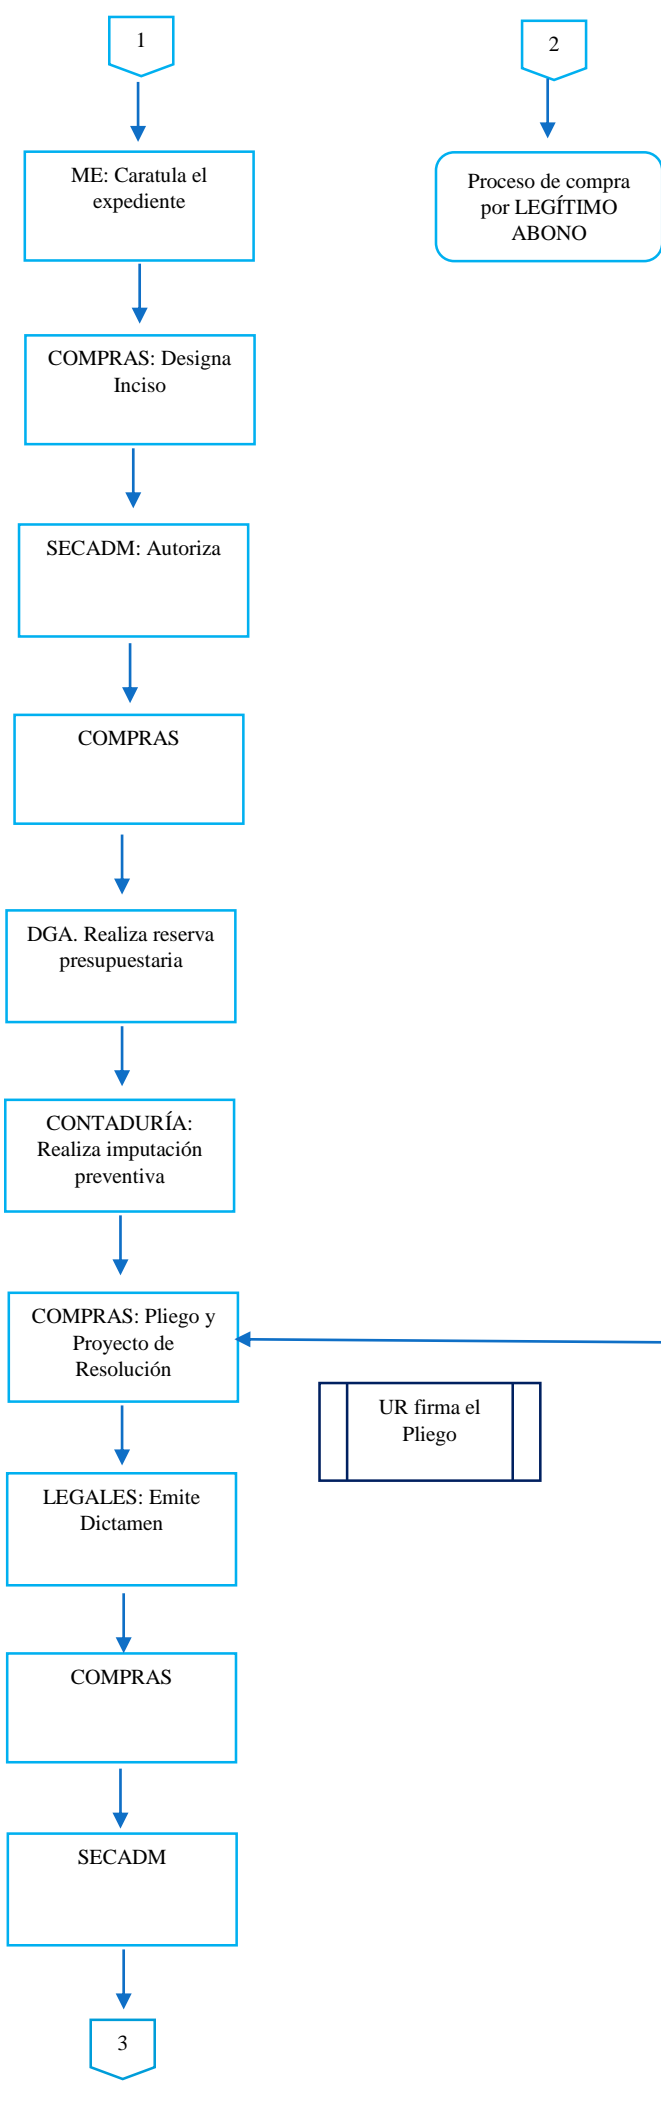 1
2
ME: Caratula el
expediente
Proceso de compra
por LEGÍTIMO
ABONO
COMPRAS: Designa
Inciso
SECADM: Autoriza
COMPRAS
DGA. Realiza reserva
presupuestaria
CONTADURÍA:
Realiza imputación
preventiva
COMPRAS: Pliego y
Proyecto de
Resolución
UR firma el
Pliego
LEGALES: Emite
Dictamen
COMPRAS
SECADM
3